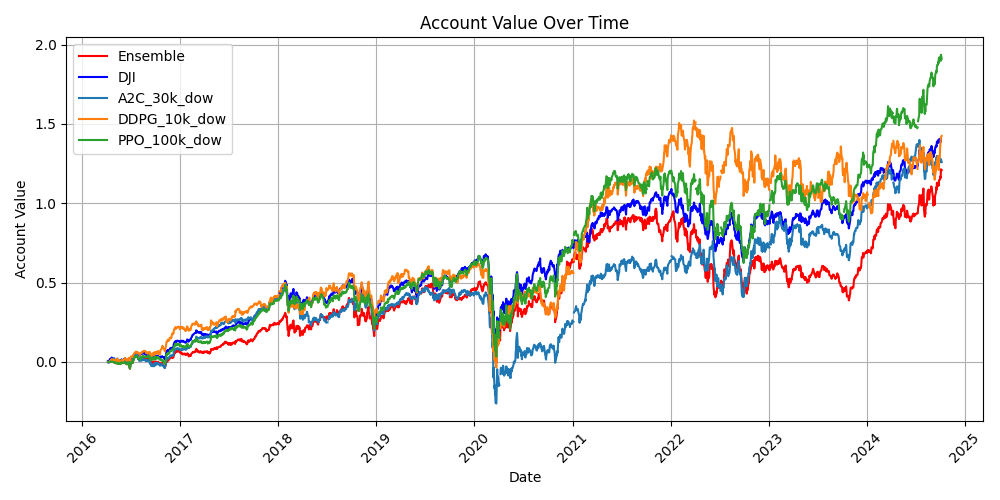 Account Value Over Time
Ensemble
DJI
A2C_30k_dow
DDPG_10k_dow
PPO_100k_dow
Account Value
2.0
1.5
1.0
0.5
0.0
2016
2017
2018
2019
2020
2021
2022
2023
2024
2025
Date